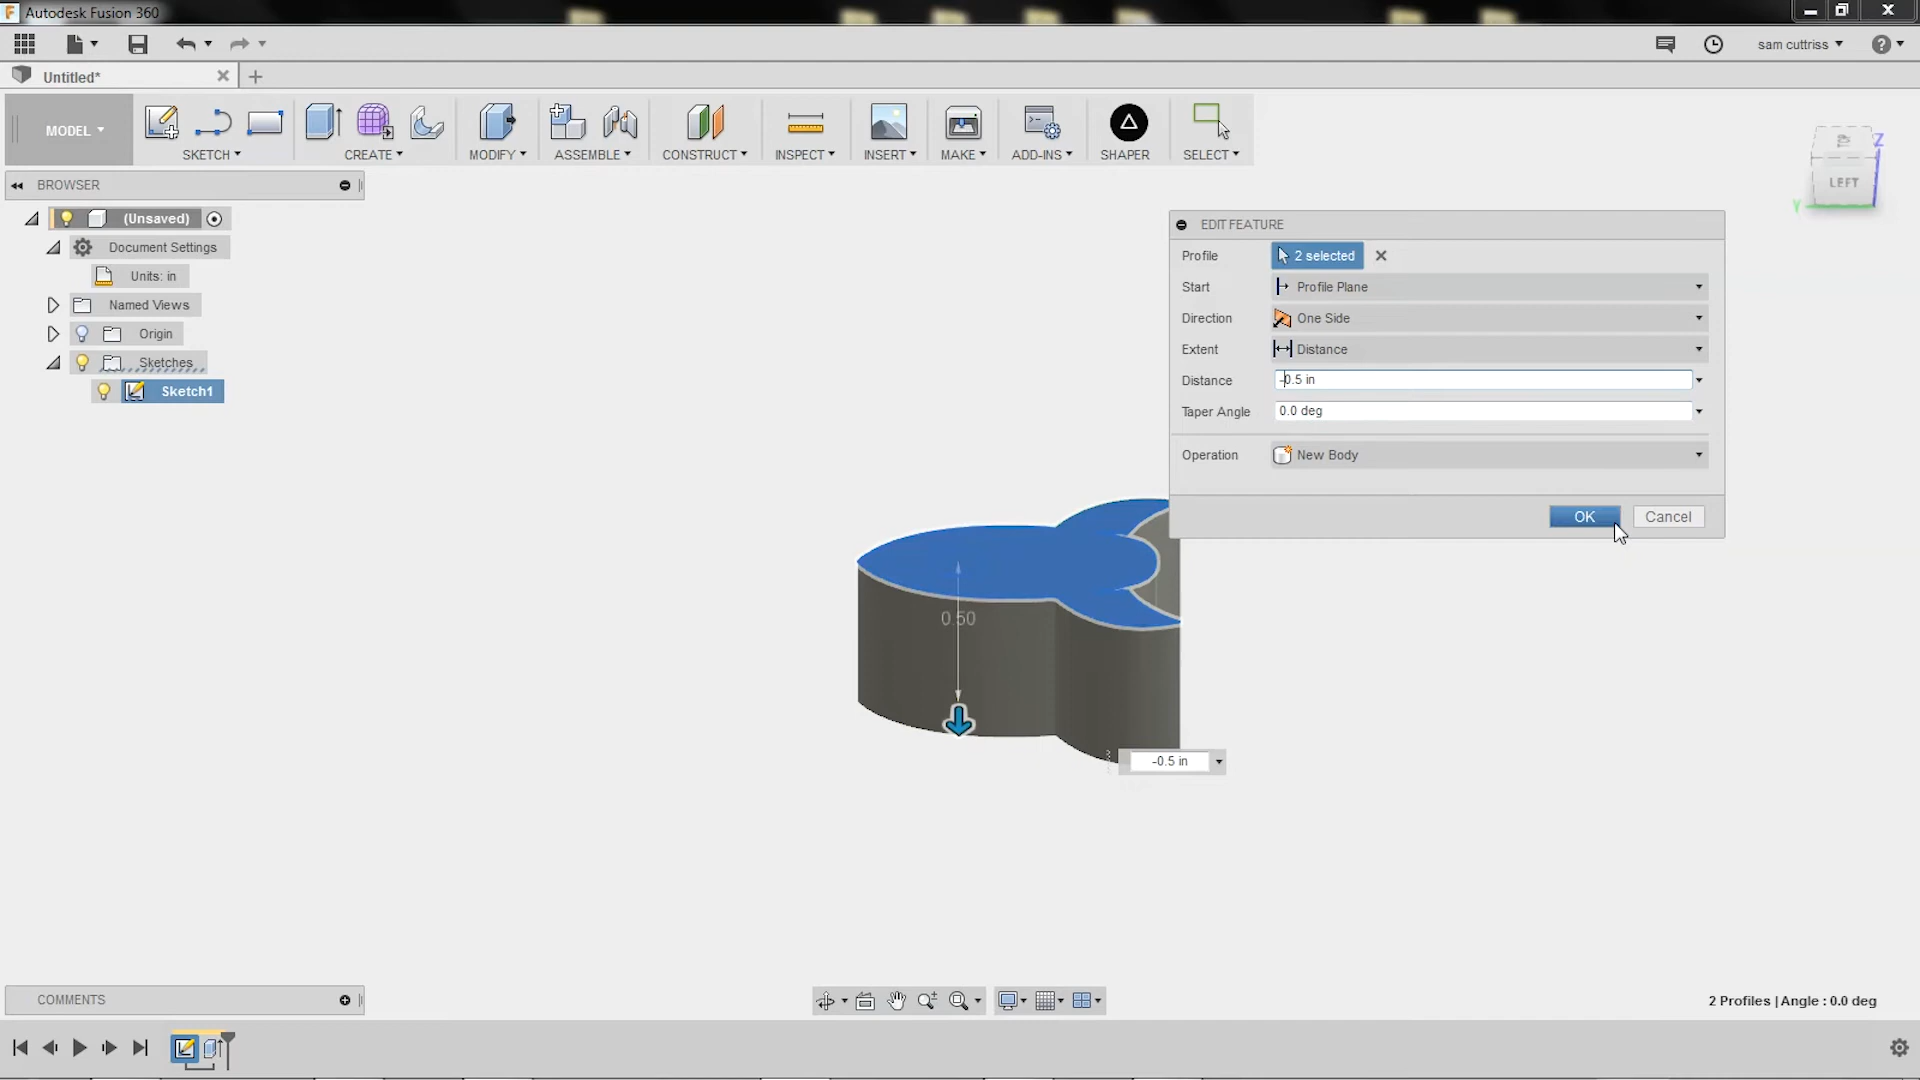 Autodesk Fusion 360
sam cuttriss
Untitled*
MODEL
SKETCH
CREATE
MODIFY
ASSEMBLE
CONSTRUCT
INSPECT
INSERT
MAKE
ADD-INS
SHAPER
SELECT
BROWSER
(Unsaved)
Document Settings
Units: in
Named Views
Origin
Sketches
Sketch1
Z
LEFT
Y
EDIT FEATURE
Profile 2 selected
Start Profile Plane
Direction One Side
Extent Distance
Distance -0.5 in
Taper Angle 0.0 deg
Operation New Body
OK Cancel
0.50
-0.5 in
COMMENTS
2 Profiles | Angle : 0.0 deg